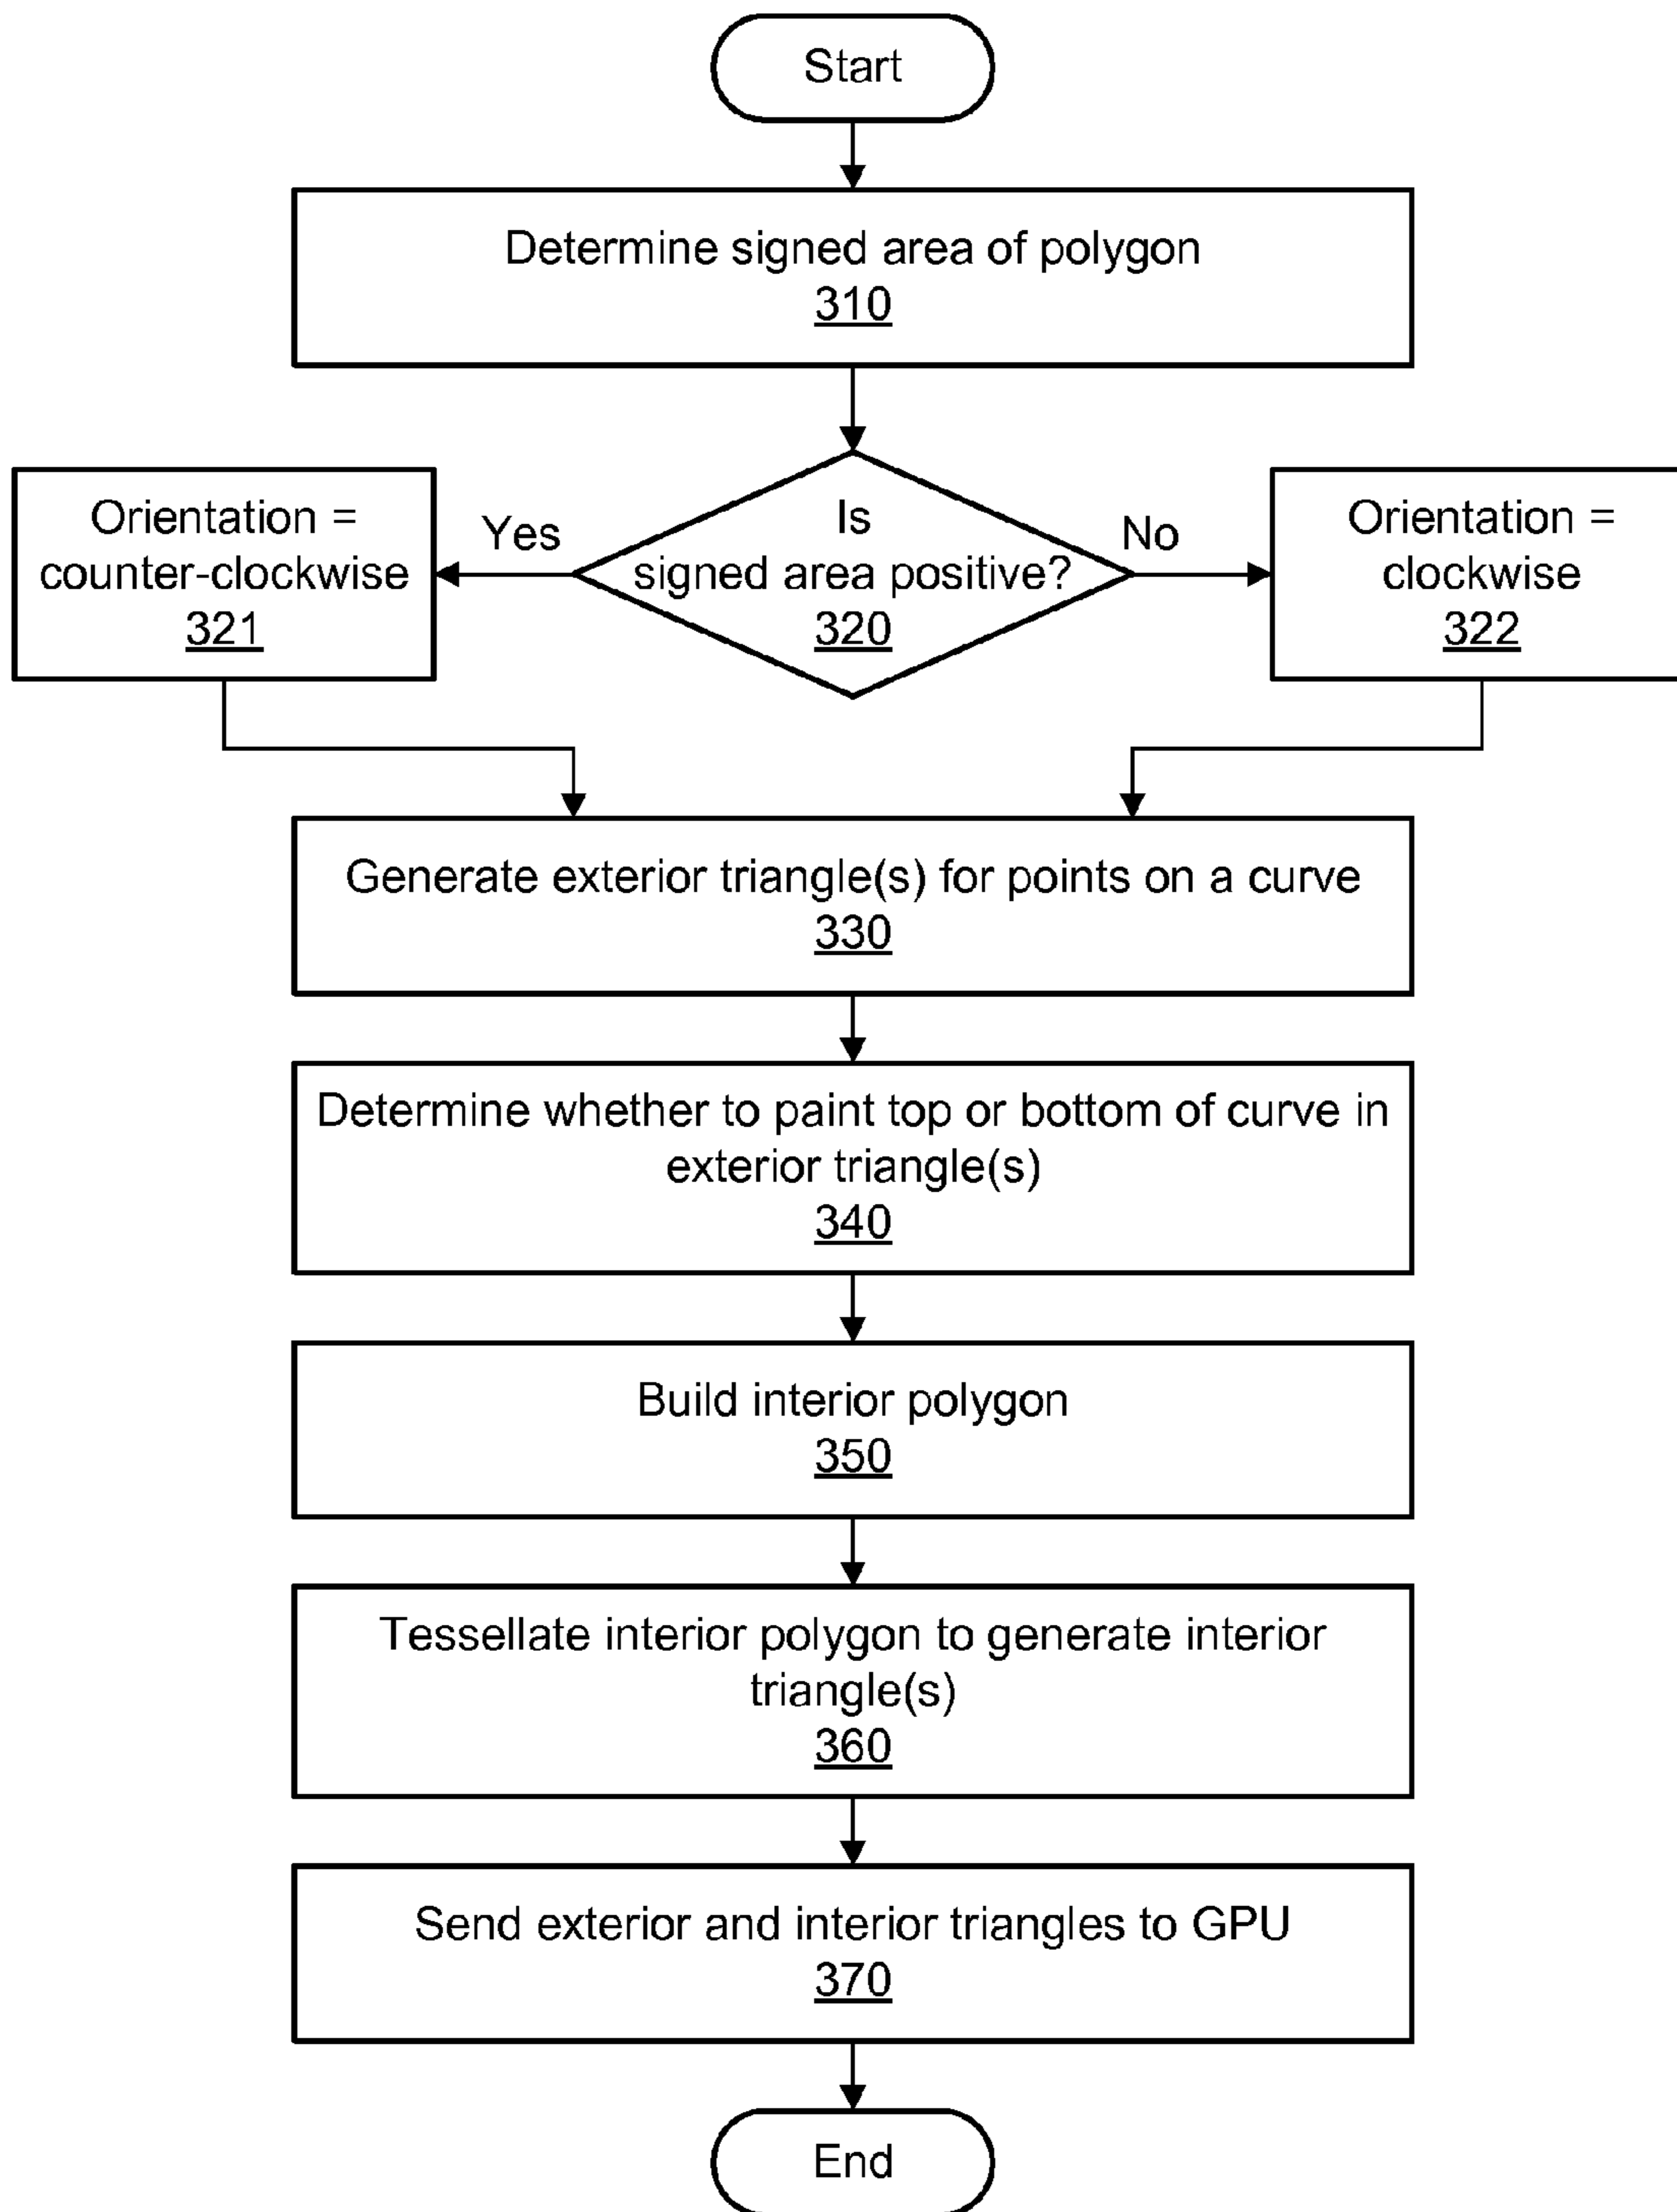 Start
Determine signed area of polygon
310
Is
signed area positive?
320
Yes
No
Orientation =
counter-clockwise
321
Orientation =
clockwise
322
Generate exterior triangle(s) for points on a curve
330
Determine whether to paint top or bottom of curve in
exterior triangle(s)
340
Build interior polygon
350
Tessellate interior polygon to generate interior
triangle(s)
360
Send exterior and interior triangles to GPU
370
End